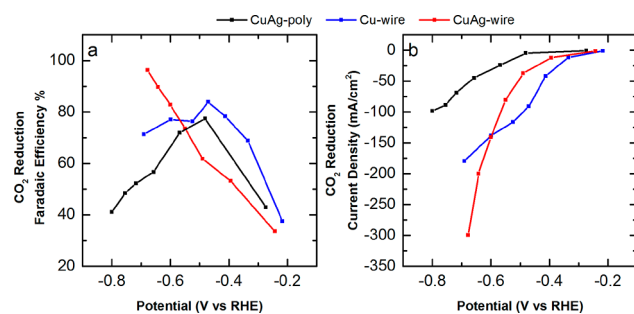 CuAg-poly Cu-wire CuAg-wire
a
CO2 Reduction
Faradaic Efficiency %
100
80
60
40
20
-0.8 -0.6 -0.4 -0.2
Potential (V vs RHE)
b
CO2 Reduction
Current Density (mA/cm²)
0
-50
-100
-150
-200
-250
-300
-350
-0.8 -0.6 -0.4 -0.2
Potential (V vs RHE)